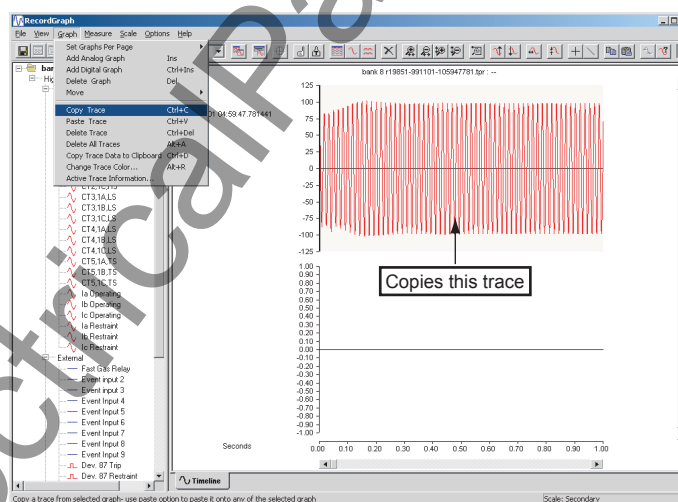 RecordGraph
File View Graph Measure Scale Options Help
Set Graphs Per Page
Add Analog Graph Ins
Add Digital Graph Ctrl+Ins
Delete Graph Del
Move
Copy Trace Ctrl+C
Paste Trace Ctrl+V
Delete Trace Ctrl+Del
Delete All Traces Alt+A
Copy Trace Data to Clipboard Ctrl+D
Change Trace Color... Alt+R
Active Trace Information...
CT3,1A,LS
CT3,1B,LS
CT3,1C,LS
CT4,1A,LS
CT4,1B,LS
CT4,1C,LS
CT5,1A,TS
CT5,1B,TS
CT5,1C,TS
Ia Operating
Ib Operating
Ic Operating
Ia Restraint
Ib Restraint
Ic Restraint
External
Fast Gas Relay
Event input 2
Event input 3
Event Input 4
Event Input 5
Event Input 6
Event Input 7
Event Input 8
Event Input 9
Dev. 87 Trip
Dev. 87 Restraint
bank 8 r19851-991101-105947781.tpr : --
01 04:59:47.781441
125
100
75
50
25
0
-25
-50
-75
-100
-125
Copies this trace
1.00
0.90
0.80
0.70
0.60
0.50
0.40
0.30
0.20
0.10
0.00
-0.10
-0.20
-0.30
-0.40
-0.50
-0.60
-0.70
-0.80
-0.90
-1.00
Seconds
0.00 0.10 0.20 0.30 0.40 0.50 0.60 0.70 0.80 0.90 1.00
Timeline
Copy a trace from selected graph- use paste option to paste it onto any of the selected graph
Scale: Secondary